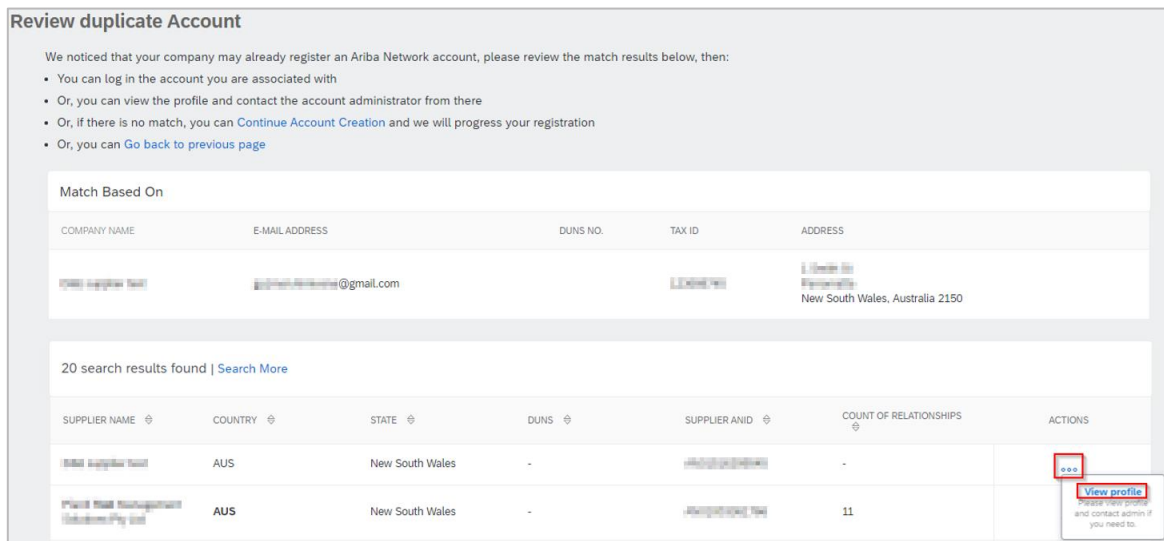 Review duplicate Account
We noticed that your company may already register an Ariba Network account, please review the match results below, then:
• You can log in the account you are associated with
• Or, you can view the profile and contact the account administrator from there
• Or, if there is no match, you can Continue Account Creation and we will progress your registration
• Or, you can Go back to previous page
Match Based On
COMPANY NAME E-MAIL ADDRESS DUNS NO. TAX ID ADDRESS
@gmail.com
New South Wales, Australia 2150
20 search results found | Search More
SUPPLIER NAME COUNTRY STATE DUNS SUPPLIER ANID COUNT OF RELATIONSHIPS ACTIONS
AUS New South Wales - -
AUS New South Wales - 11
View profile
Please view profile
and contact admin if
you need to.